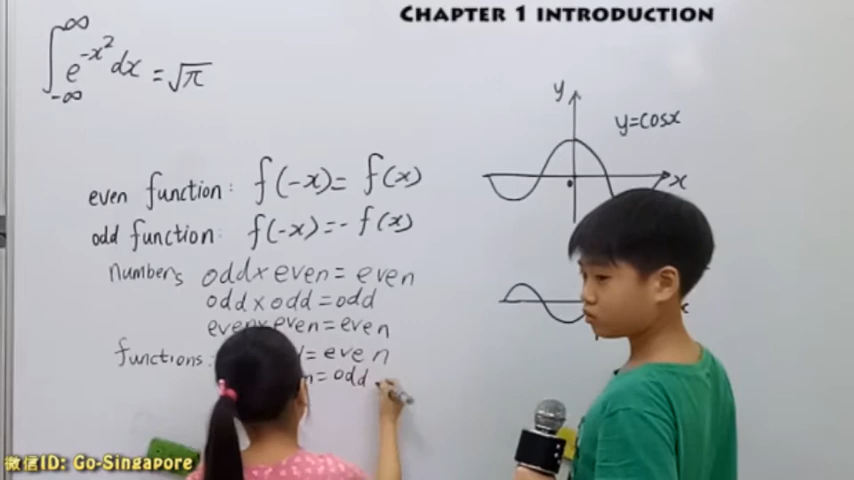 CHAPTER 1 INTRODUCTION
∫_{-∞}^{∞} e^{-x²} dx = √π
y
y=cosx
x
even function: f(-x)= f(x)
odd function: f(-x)=- f(x)
numbers odd×even=even
odd×odd=odd
even×even=even
functions: =even
=odd
微信ID: Go-Singapore